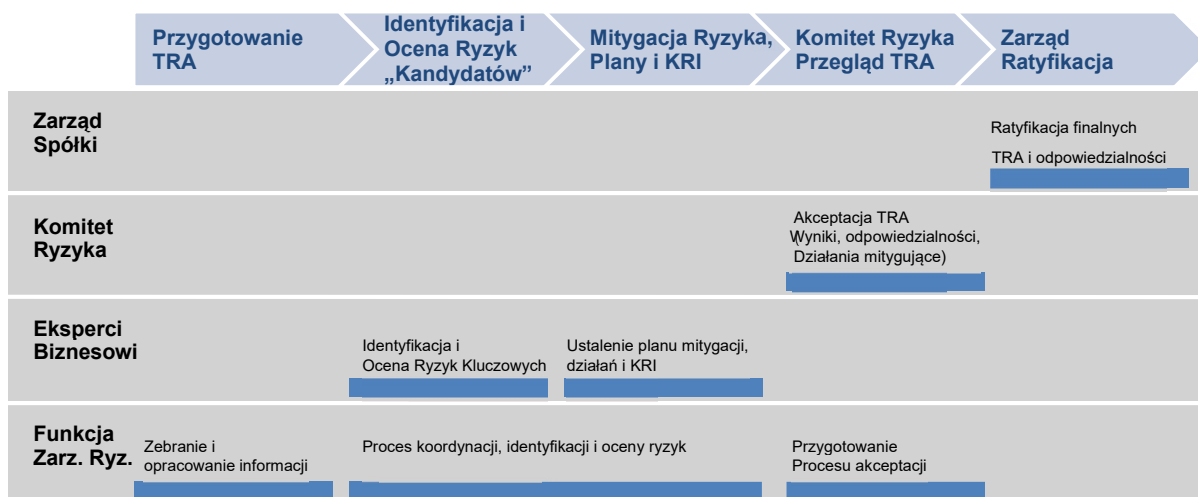 Przygotowanie
TRA
Identyfikacja i
Ocena Ryzyk
„Kandydatów”
Mitygacja Ryzyka,
Plany i KRI
Komitet Ryzyka
Przegląd TRA
Zarząd
Ratyfikacja
Zarząd
Spółki
Ratyfikacja finalnych
TRA i odpowiedzialności
Komitet
Ryzyka
Akceptacja TRA
(Wyniki, odpowiedzialności,
Działania mitygujące)
Eksperci
Biznesowi
Identyfikacja i
Ocena Ryzyk Kluczowych
Ustalenie planu mitygacji,
działań i KRI
Funkcja
Zarz. Ryz.
Zebranie i
opracowanie informacji
Proces koordynacji, identyfikacji i oceny ryzyk
Przygotowanie
Procesu akceptacji